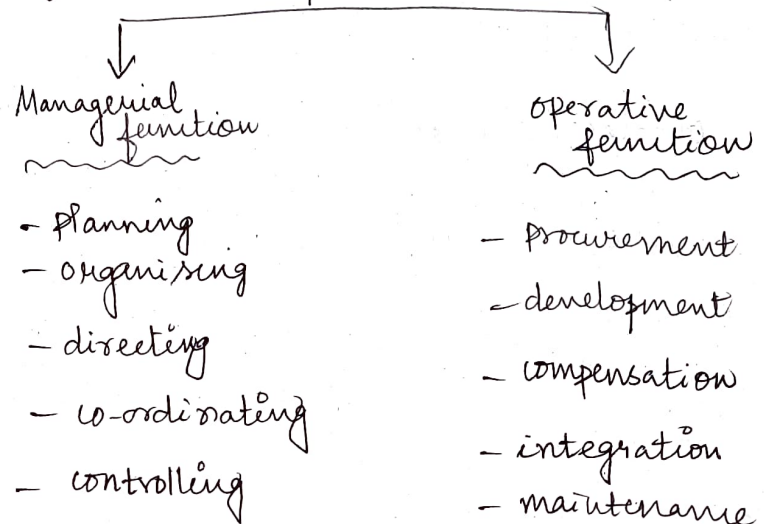 Managerial
function
- planning
- organising
- directing
- co-ordinating
- controlling
operative
function
- procurement
- development
- compensation
- integration
- maintenance